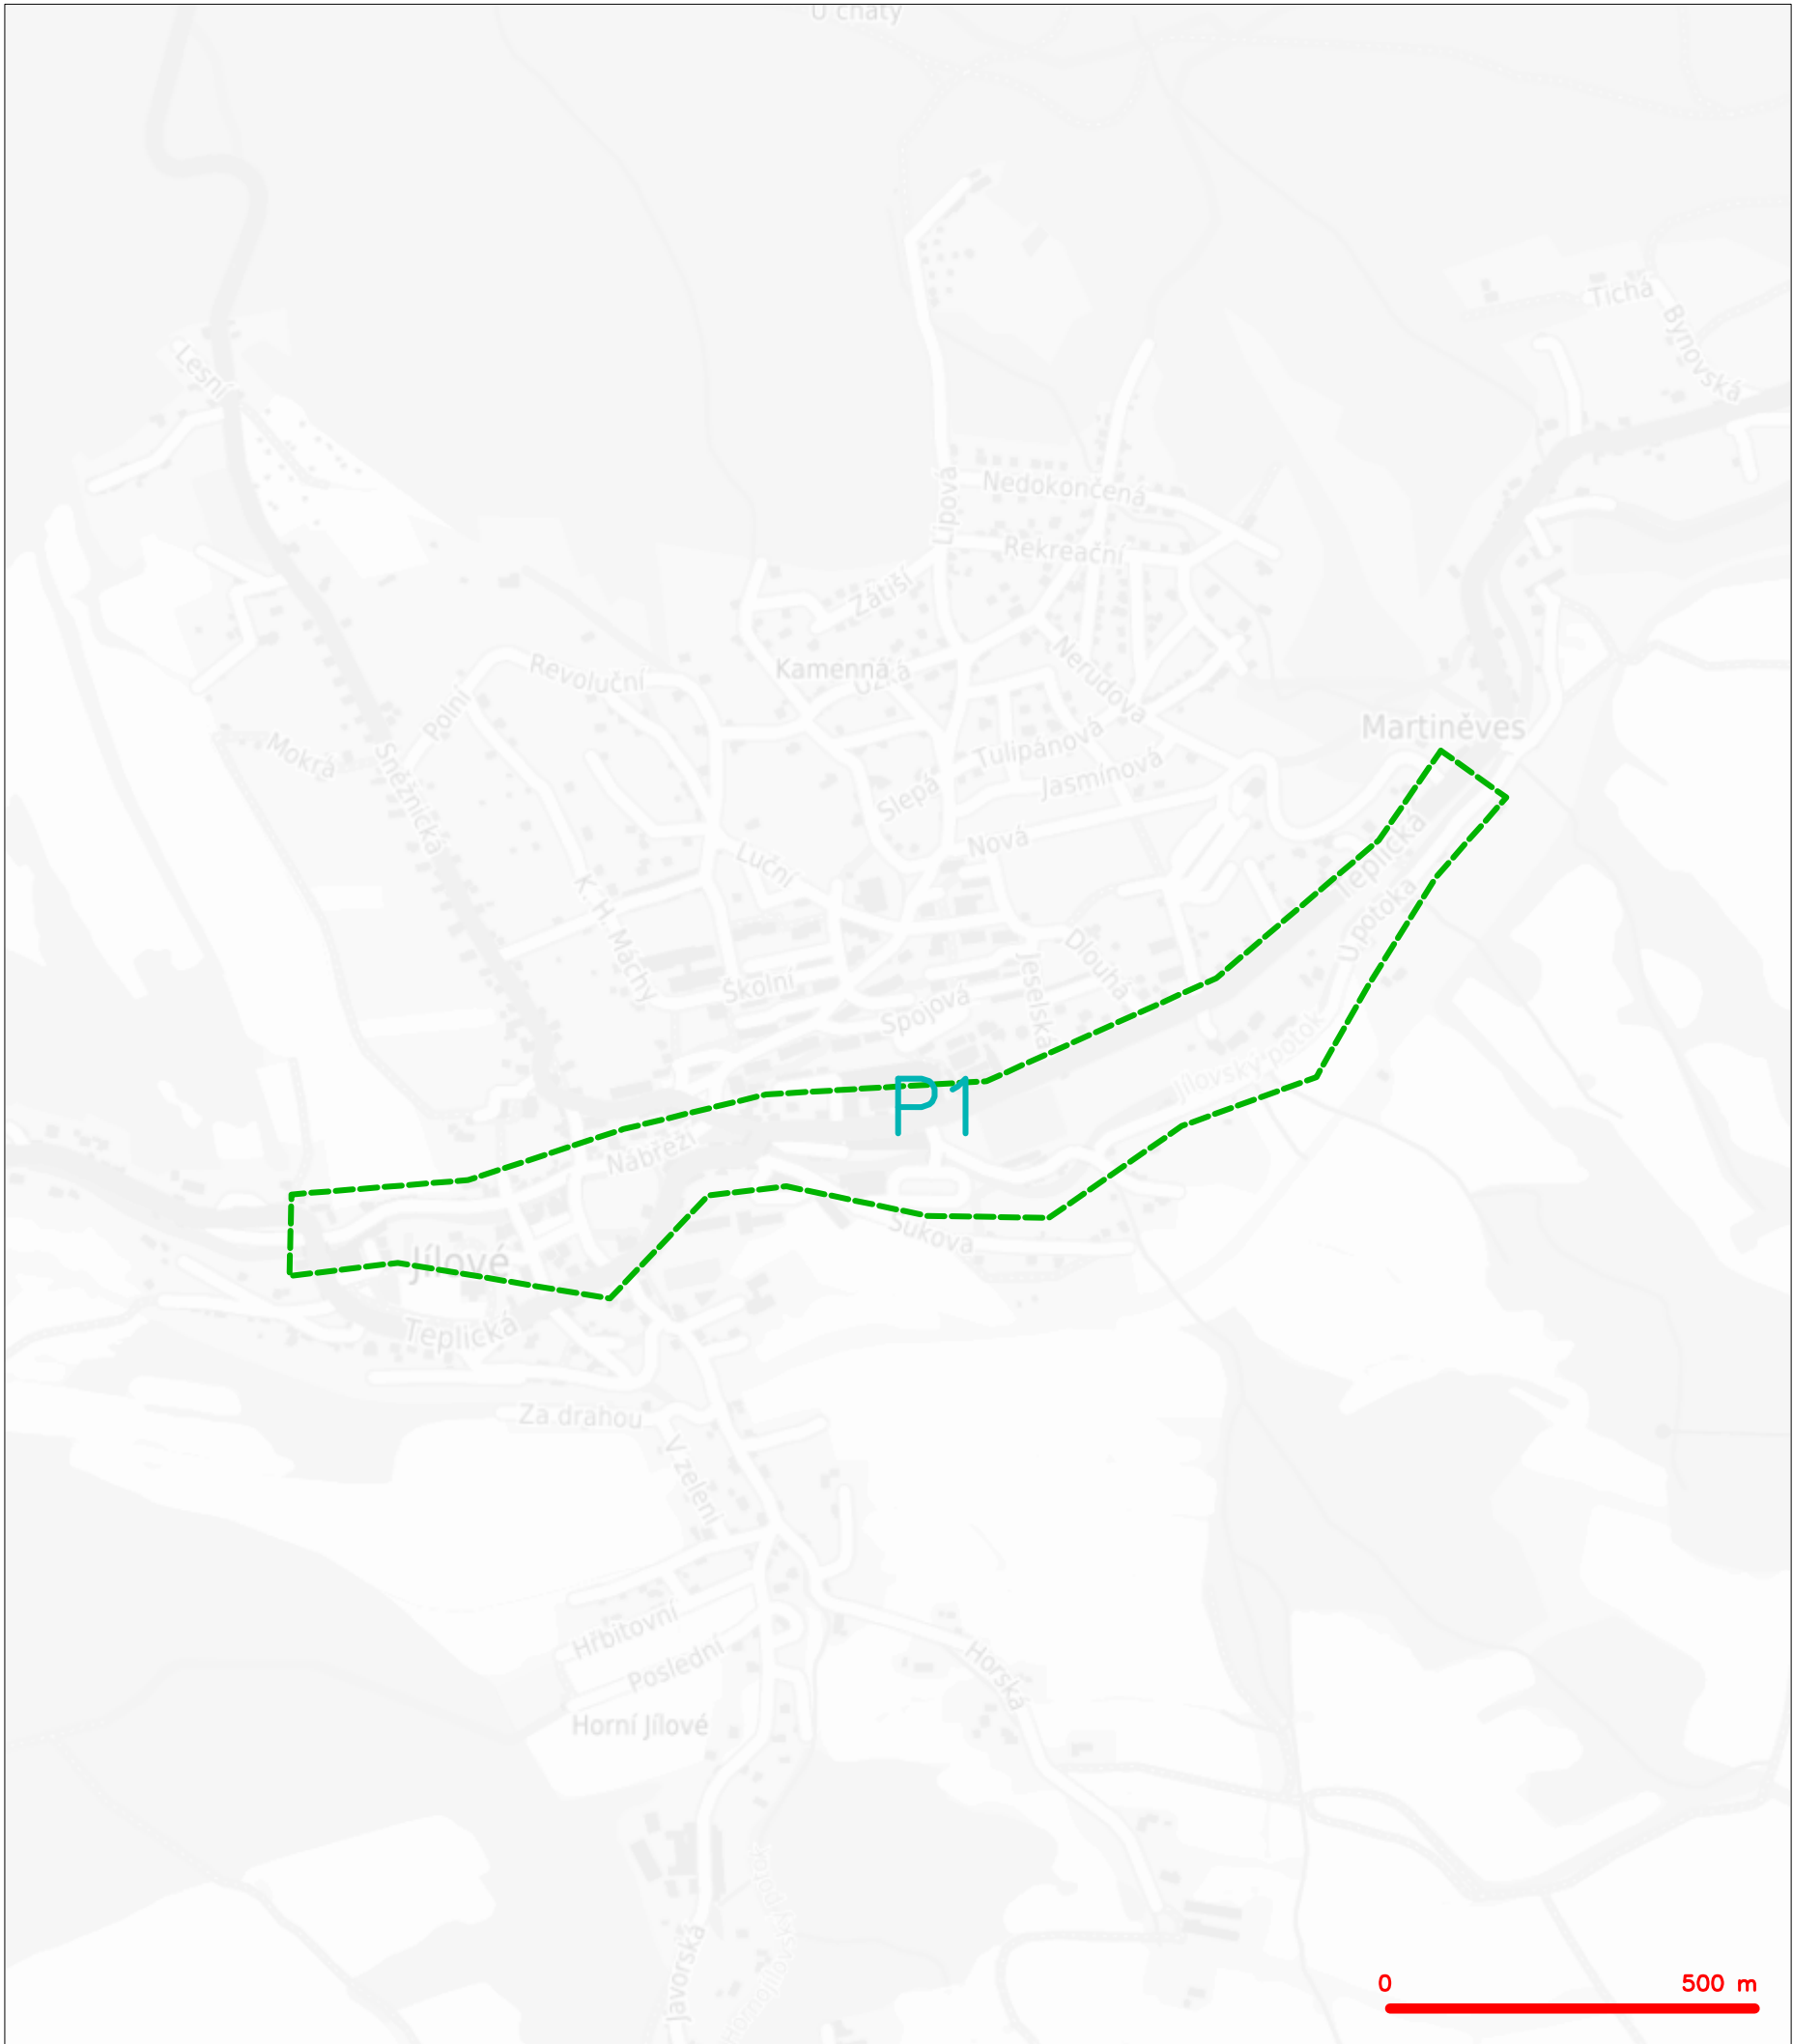 U chaty
Tichá
Bynovská
Lesní
Nedokončená
Lipová
Rekreační
Zátiší
Nerudova
Revoluční
Kamenná
Polní
Martiněves
Tulipánová
Mokrá
Sněžnická
Jasmínová
Slepá
Nová
Teplická
Luční
K. H. Máchy
U potoka
Dlouhá
Školní
Jeselská
Spojová
Jílovský potok
P1
Nábřeží
Sukova
Jílové
Teplická
Za drahou
V zeleni
Hřbitovní
Poslední
Horská
Horní Jílové
Javorská
0 500 m